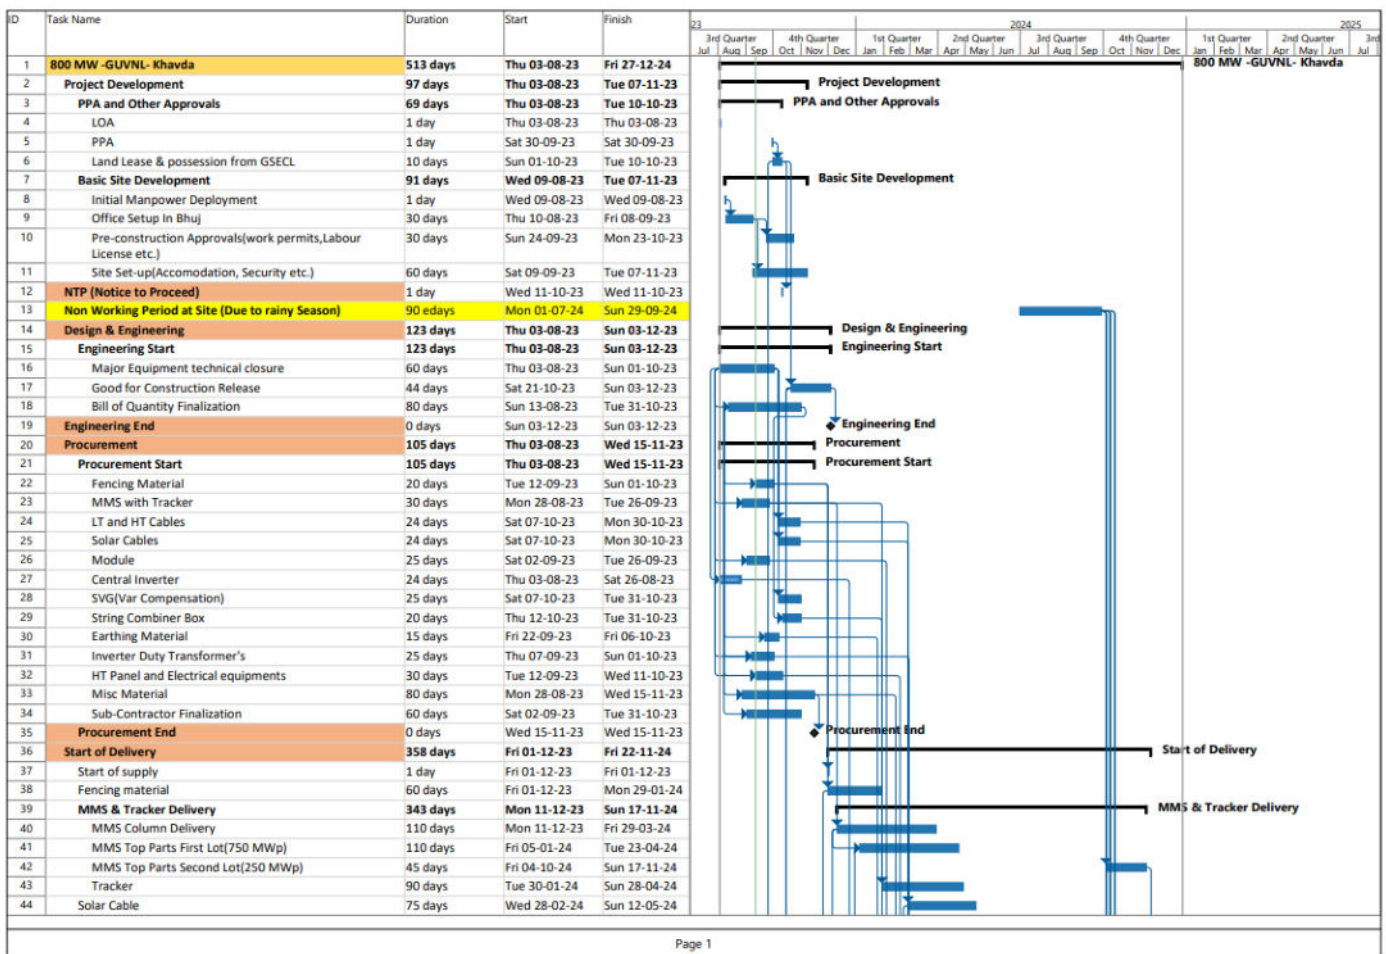 ID Task Name Duration Start Finish
23 2024 2025
3rd Quarter 4th Quarter 1st Quarter 2nd Quarter 3rd Quarter 4th Quarter 1st Quarter 2nd Quarter 3rd
Jul Aug Sep Oct Nov Dec Jan Feb Mar Apr May Jun Jul Aug Sep Oct Nov Dec Jan Feb Mar Apr May Jun Jul
1 800 MW -GUVNL- Khavda 513 days Thu 03-08-23 Fri 27-12-24 800 MW -GUVNL- Khavda
2 Project Development 97 days Thu 03-08-23 Tue 07-11-23 Project Development
3 PPA and Other Approvals 69 days Thu 03-08-23 Tue 10-10-23 PPA and Other Approvals
4 LOA 1 day Thu 03-08-23 Thu 03-08-23
5 PPA 1 day Sat 30-09-23 Sat 30-09-23
6 Land Lease & possession from GSECL 10 days Sun 01-10-23 Tue 10-10-23
7 Basic Site Development 91 days Wed 09-08-23 Tue 07-11-23 Basic Site Development
8 Initial Manpower Deployment 1 day Wed 09-08-23 Wed 09-08-23
9 Office Setup In Bhuj 30 days Thu 10-08-23 Fri 08-09-23
10 Pre-construction Approvals(work permits,Labour 30 days Sun 24-09-23 Mon 23-10-23
License etc.)
11 Site Set-up(Accomodation, Security etc.) 60 days Sat 09-09-23 Tue 07-11-23
12 NTP (Notice to Proceed) 1 day Wed 11-10-23 Wed 11-10-23
13 Non Working Period at Site (Due to rainy Season) 90 edays Mon 01-07-24 Sun 29-09-24
14 Design & Engineering 123 days Thu 03-08-23 Sun 03-12-23 Design & Engineering
15 Engineering Start 123 days Thu 03-08-23 Sun 03-12-23 Engineering Start
16 Major Equipment technical closure 60 days Thu 03-08-23 Sun 01-10-23
17 Good for Construction Release 44 days Sat 21-10-23 Sun 03-12-23
18 Bill of Quantity Finalization 80 days Sun 13-08-23 Tue 31-10-23
19 Engineering End 0 days Sun 03-12-23 Sun 03-12-23 Engineering End
20 Procurement 105 days Thu 03-08-23 Wed 15-11-23 Procurement
21 Procurement Start 105 days Thu 03-08-23 Wed 15-11-23 Procurement Start
22 Fencing Material 20 days Tue 12-09-23 Sun 01-10-23
23 MMS with Tracker 30 days Mon 28-08-23 Tue 26-09-23
24 LT and HT Cables 24 days Sat 07-10-23 Mon 30-10-23
25 Solar Cables 24 days Sat 07-10-23 Mon 30-10-23
26 Module 25 days Sat 02-09-23 Tue 26-09-23
27 Central Inverter 24 days Thu 03-08-23 Sat 26-08-23
28 SVG(Var Compensation) 25 days Sat 07-10-23 Tue 31-10-23
29 String Combiner Box 20 days Thu 12-10-23 Tue 31-10-23
30 Earthing Material 15 days Fri 22-09-23 Fri 06-10-23
31 Inverter Duty Transformer's 25 days Thu 07-09-23 Sun 01-10-23
32 HT Panel and Electrical equipments 30 days Tue 12-09-23 Wed 11-10-23
33 Misc Material 80 days Mon 28-08-23 Wed 15-11-23
34 Sub-Contractor Finalization 60 days Sat 02-09-23 Tue 31-10-23
35 Procurement End 0 days Wed 15-11-23 Wed 15-11-23 Procurement End
36 Start of Delivery 358 days Fri 01-12-23 Fri 22-11-24 Start of Delivery
37 Start of supply 1 day Fri 01-12-23 Fri 01-12-23
38 Fencing material 60 days Fri 01-12-23 Mon 29-01-24
39 MMS & Tracker Delivery 343 days Mon 11-12-23 Sun 17-11-24 MMS & Tracker Delivery
40 MMS Column Delivery 110 days Mon 11-12-23 Fri 29-03-24
41 MMS Top Parts First Lot(750 MWp) 110 days Fri 05-01-24 Tue 23-04-24
42 MMS Top Parts Second Lot(250 MWp) 45 days Fri 04-10-24 Sun 17-11-24
43 Tracker 90 days Tue 30-01-24 Sun 28-04-24
44 Solar Cable 75 days Wed 28-02-24 Sun 12-05-24
Page 1